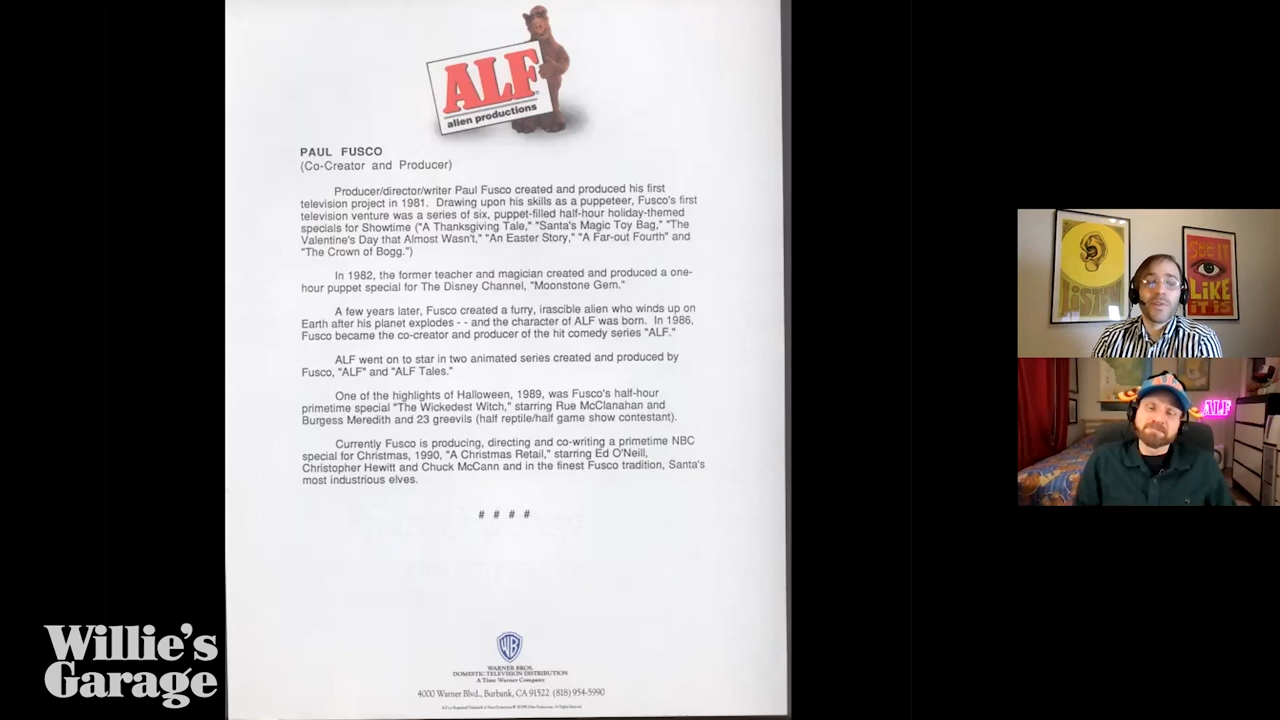 ALF
alien productions
PAUL FUSCO
(Co-Creator and Producer)
Producer/director/writer Paul Fusco created and produced his first
television project in 1981. Drawing upon his skills as a puppeteer, Fusco's first
television venture was a series of six, puppet-filled half-hour holiday-themed
specials for Showtime ("A Thanksgiving Tale," "Santa's Magic Toy Bag," "The
Valentine's Day that Almost Wasn't," "An Easter Story," "A Far-out Fourth" and
"The Crown of Bogg.")
In 1982, the former teacher and magician created and produced a one-
hour puppet special for The Disney Channel, "Moonstone Gem."
A few years later, Fusco created a furry, irascible alien who winds up on
Earth after his planet explodes - - and the character of ALF was born. In 1986,
Fusco became the co-creator and producer of the hit comedy series "ALF."
ALF went on to star in two animated series created and produced by
Fusco, "ALF" and "ALF Tales."
One of the highlights of Halloween, 1989, was Fusco's half-hour
primetime special "The Wickedest Witch," starring Rue McClanahan and
Burgess Meredith and 23 greevils (half reptile/half game show contestant).
Currently Fusco is producing, directing and co-writing a primetime NBC
special for Christmas, 1990, "A Christmas Retail," starring Ed O'Neill,
Christopher Hewitt and Chuck McCann and in the finest Fusco tradition, Santa's
most industrious elves.
# # # #
WB
WARNER BROS.
DOMESTIC TELEVISION DISTRIBUTION
A Time Warner Company
4000 Warner Blvd., Burbank, CA 91522 (818) 954-5990
LISTEN
SEE IT
LIKE
IT IS
ALF
Willie's
Garage